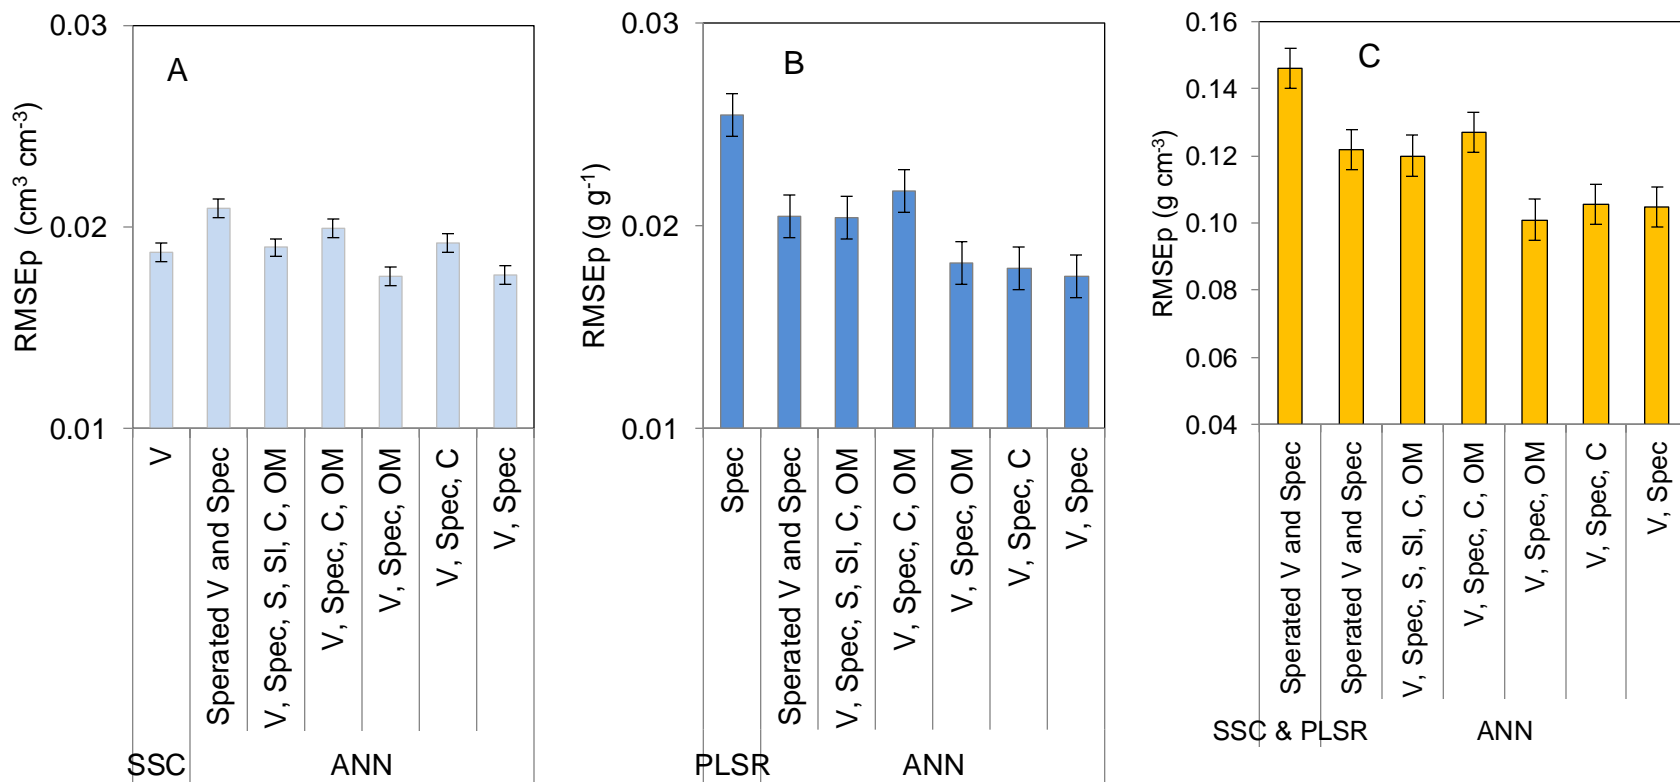 A
RMSEp (cm³ cm⁻³)
0.03
0.02
0.01
V
Sperated V and Spec
V, Spec, S, Sl, C, OM
V, Spec, C, OM
V, Spec, OM
V, Spec, C
V, Spec
SSC
ANN
B
RMSEp (g g⁻¹)
0.03
0.02
0.01
Spec
Sperated V and Spec
V, Spec, S, Sl, C, OM
V, Spec, C, OM
V, Spec, OM
V, Spec, C
V, Spec
PLSR
ANN
C
RMSEp (g cm⁻³)
0.16
0.14
0.12
0.10
0.08
0.06
0.04
Sperated V and Spec
Sperated V and Spec
V, Spec, S, Sl, C, OM
V, Spec, C, OM
V, Spec, OM
V, Spec, C
V, Spec
SSC & PLSR
ANN